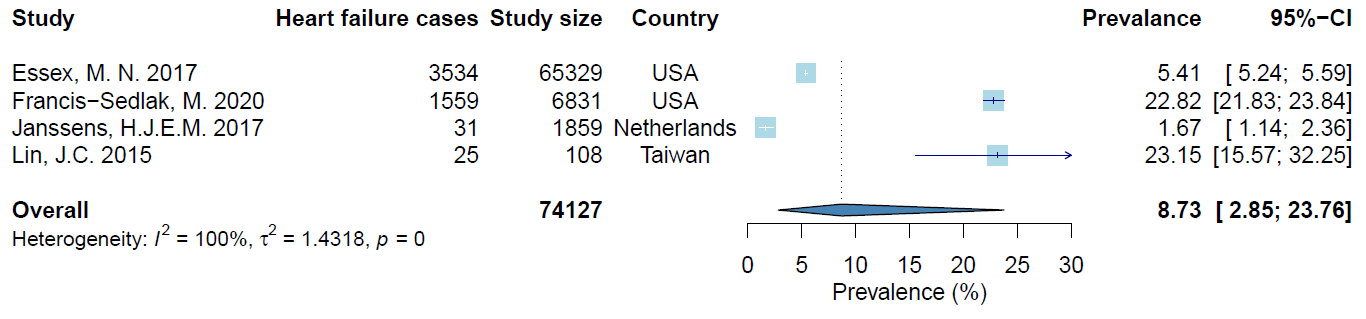 Study Heart failure cases Study size Country Prevalance 95%−CI
Essex, M. N. 2017 3534 65329 USA 5.41 [ 5.24; 5.59]
Francis−Sedlak, M. 2020 1559 6831 USA 22.82 [21.83; 23.84]
Janssens, H.J.E.M. 2017 31 1859 Netherlands 1.67 [ 1.14; 2.36]
Lin, J.C. 2015 25 108 Taiwan 23.15 [15.57; 32.25]
Overall 74127 8.73 [ 2.85; 23.76]
Heterogeneity: I² = 100%, τ² = 1.4318, p = 0
0 5 10 15 20 25 30
Prevalence (%)